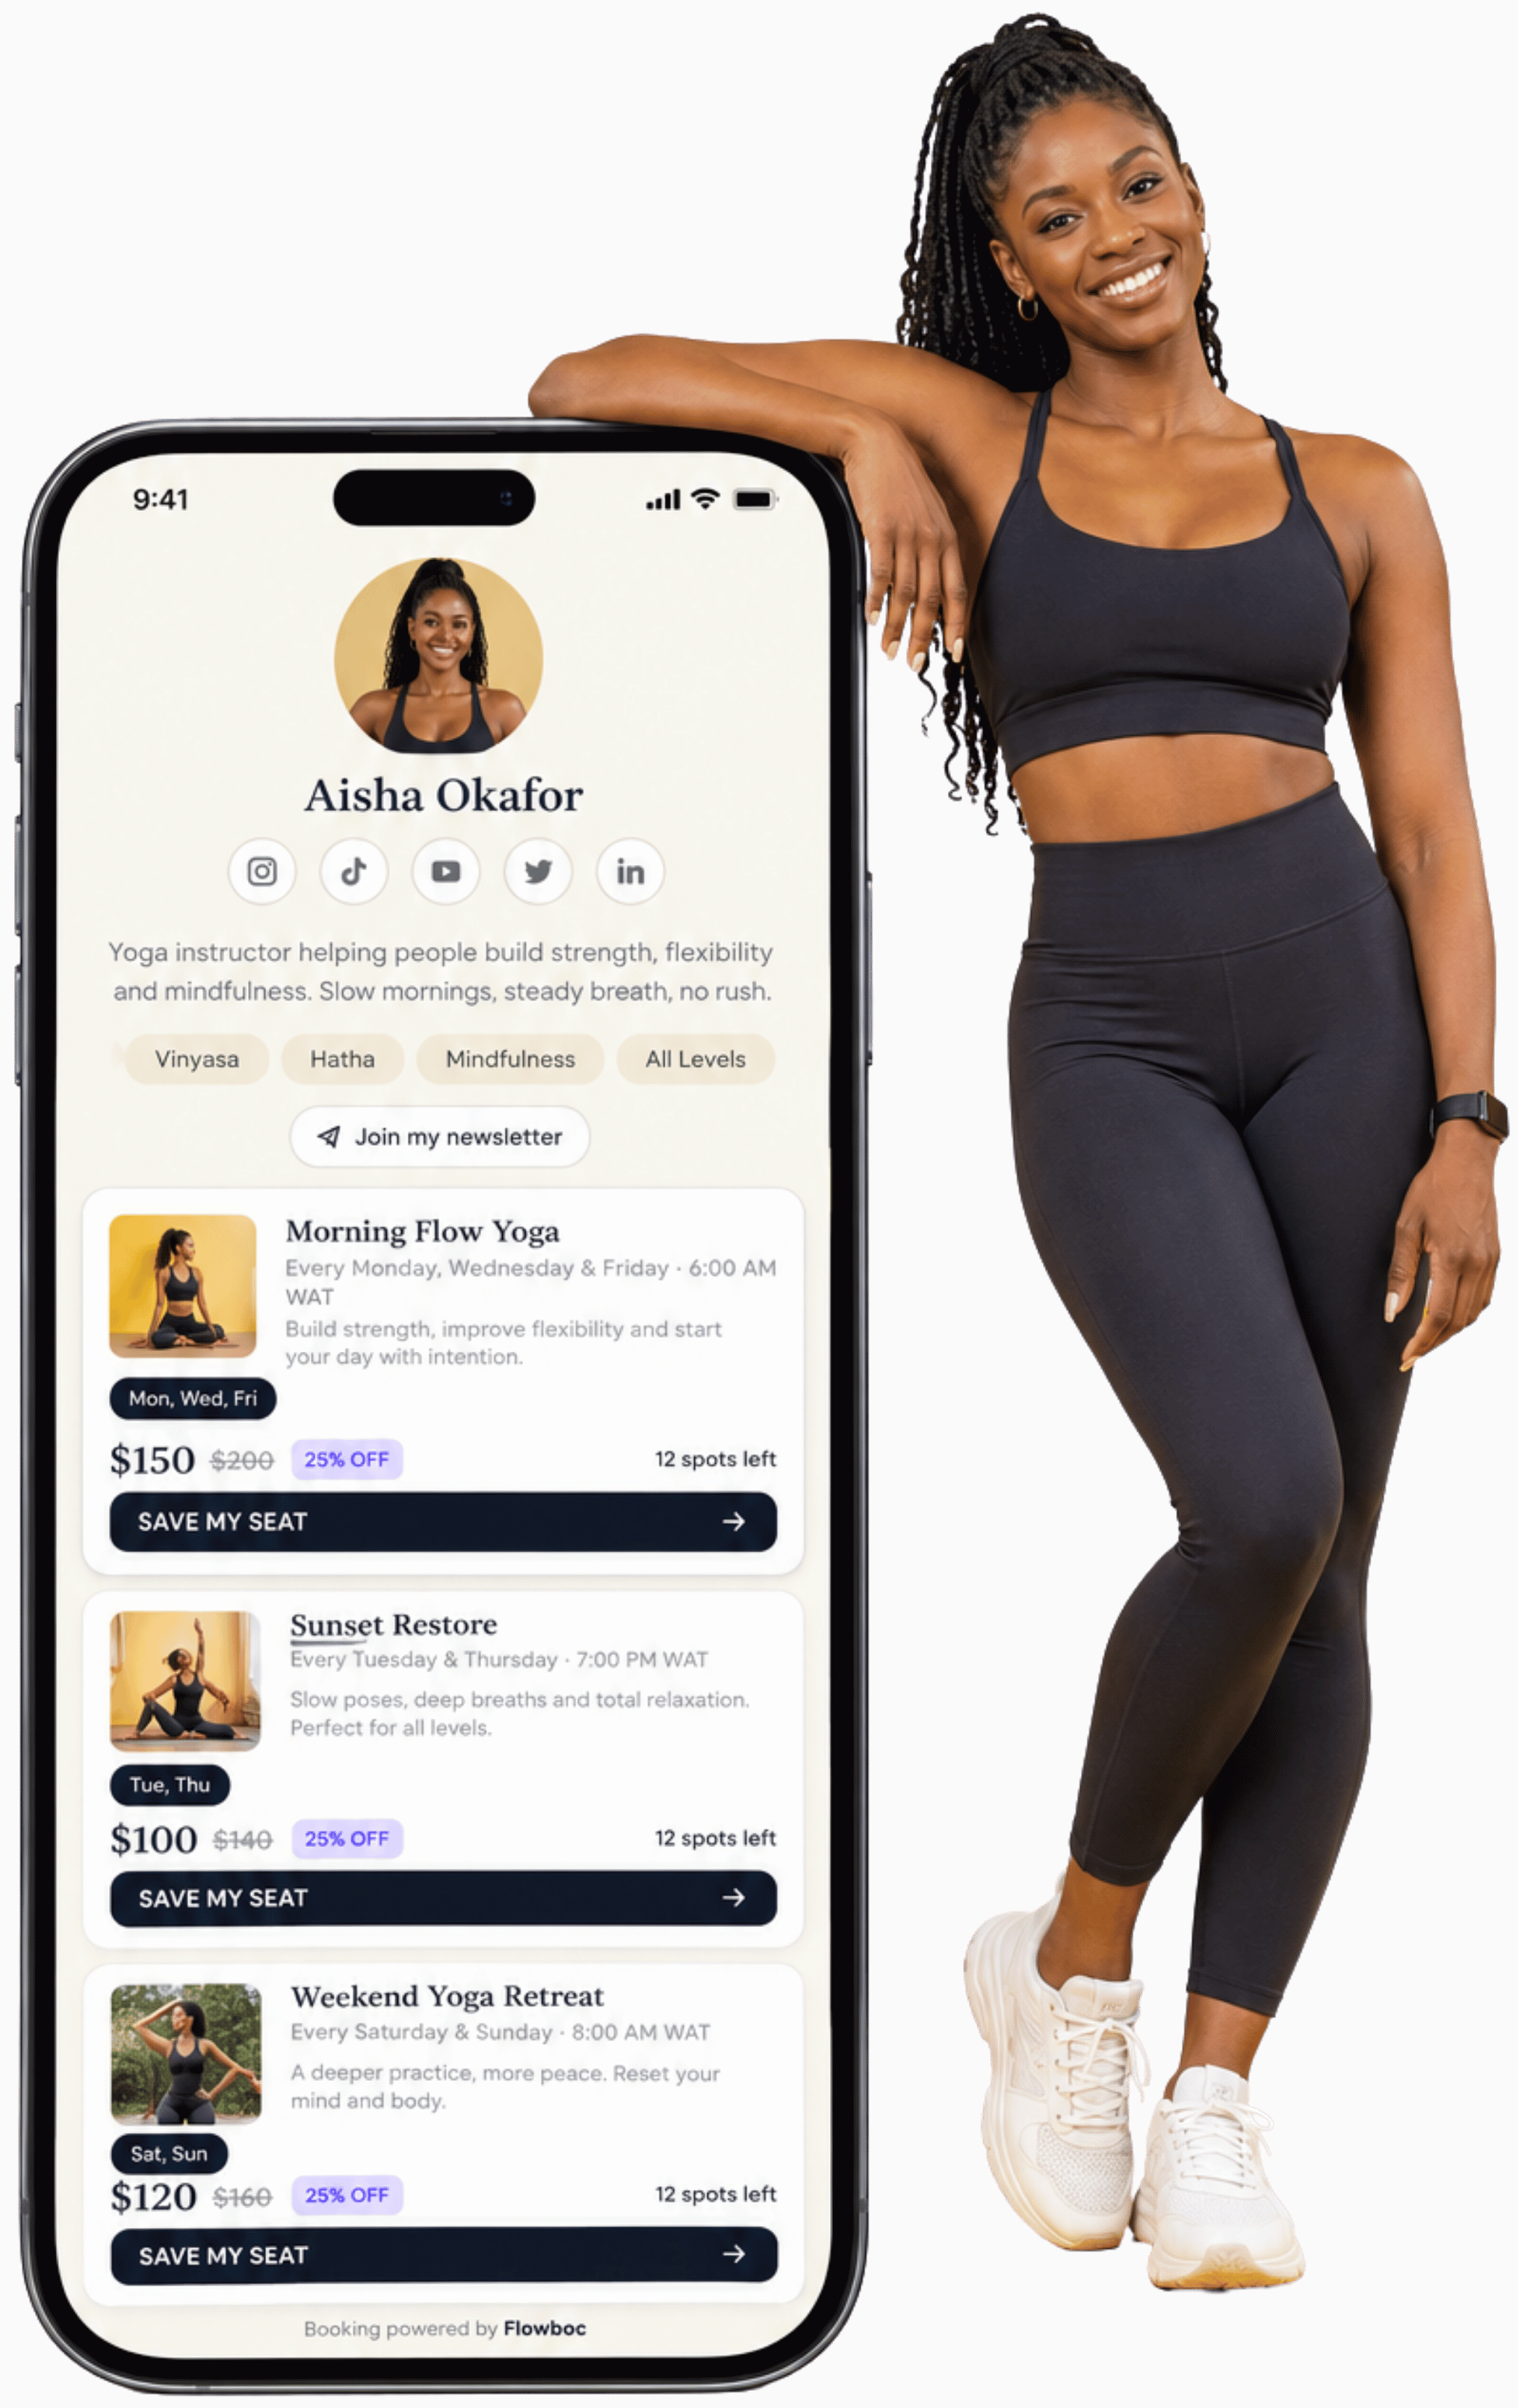 9:41
Aisha Okafor
Yoga instructor helping people build strength, flexibility
and mindfulness. Slow mornings, steady breath, no rush.
Vinyasa Hatha Mindfulness All Levels
Join my newsletter
Morning Flow Yoga
Every Monday, Wednesday & Friday · 6:00 AM
WAT
Build strength, improve flexibility and start
your day with intention.
Mon, Wed, Fri
$150 $200 25% OFF 12 spots left
SAVE MY SEAT
Sunset Restore
Every Tuesday & Thursday · 7:00 PM WAT
Slow poses, deep breaths and total relaxation.
Perfect for all levels.
Tue, Thu
$100 $140 25% OFF 12 spots left
SAVE MY SEAT
Weekend Yoga Retreat
Every Saturday & Sunday · 8:00 AM WAT
A deeper practice, more peace. Reset your
mind and body.
Sat, Sun
$120 $160 25% OFF 12 spots left
SAVE MY SEAT
Booking powered by Flowboc